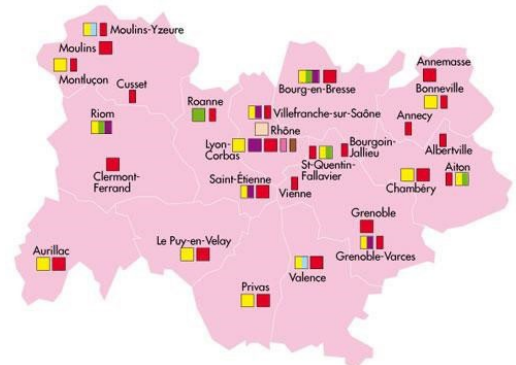 Moulins-Yzeure
Moulins
Montluçon
Cusset
Riom
Clermont-
Ferrand
Roanne
Bourg-en-Bresse
Villefranche-sur-Saône
Rhône
Lyon-
Corbas
Saint-Étienne
Vienne
St-Quentin-
Fallavier
Bourgoin-
Jallieu
Annemasse
Bonneville
Annecy
Albertville
Chambéry
Aiton
Grenoble
Grenoble-Varces
Aurillac
Le Puy-en-Velay
Privas
Valence